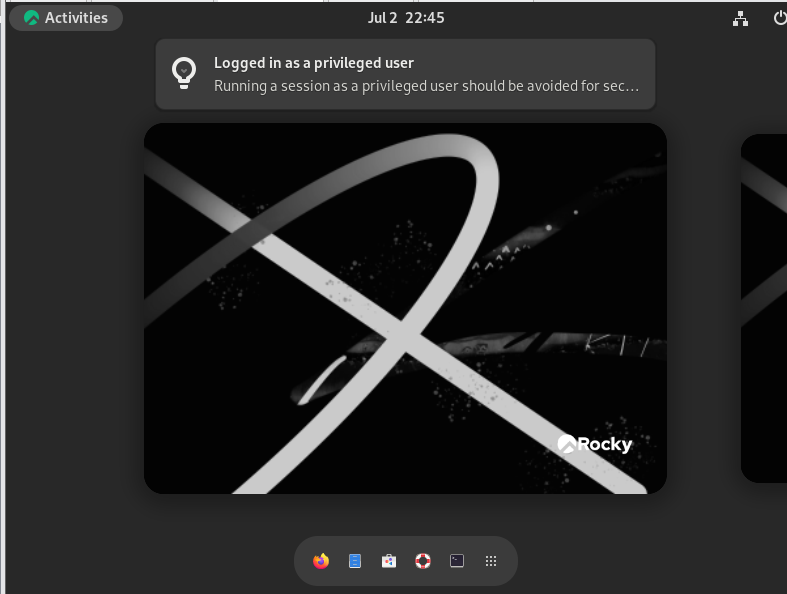 Activities
Jul 2 22:45
Logged in as a privileged user
Running a session as a privileged user should be avoided for sec…
Rocky